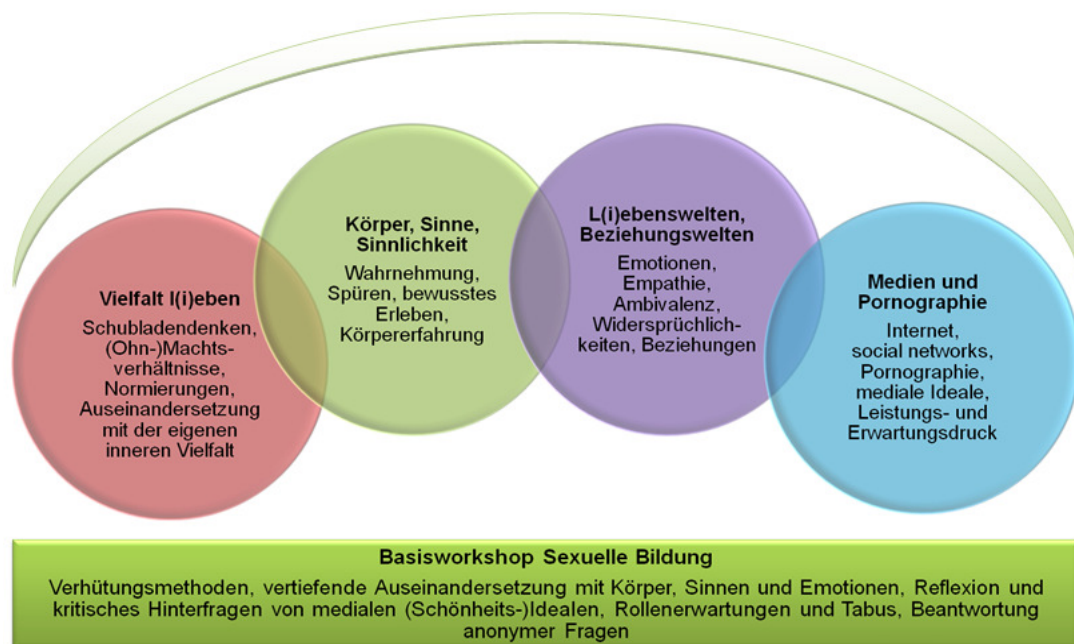 Vielfalt l(i)eben
Schubladendenken,
(Ohn-)Machts-
verhältnisse,
Normierungen,
Auseinandersetzung
mit der eigenen
inneren Vielfalt
Körper, Sinne,
Sinnlichkeit
Wahrnehmung,
Spüren, bewusstes
Erleben,
Körpererfahrung
L(i)ebenswelten,
Beziehungswelten
Emotionen,
Empathie,
Ambivalenz,
Widersprüchlich-
keiten, Beziehungen
Medien und
Pornographie
Internet,
social networks,
Pornographie,
mediale Ideale,
Leistungs- und
Erwartungsdruck
Basisworkshop Sexuelle Bildung
Verhütungsmethoden, vertiefende Auseinandersetzung mit Körper, Sinnen und Emotionen, Reflexion und
kritisches Hinterfragen von medialen (Schönheits-)Idealen, Rollenerwartungen und Tabus, Beantwortung
anonymer Fragen